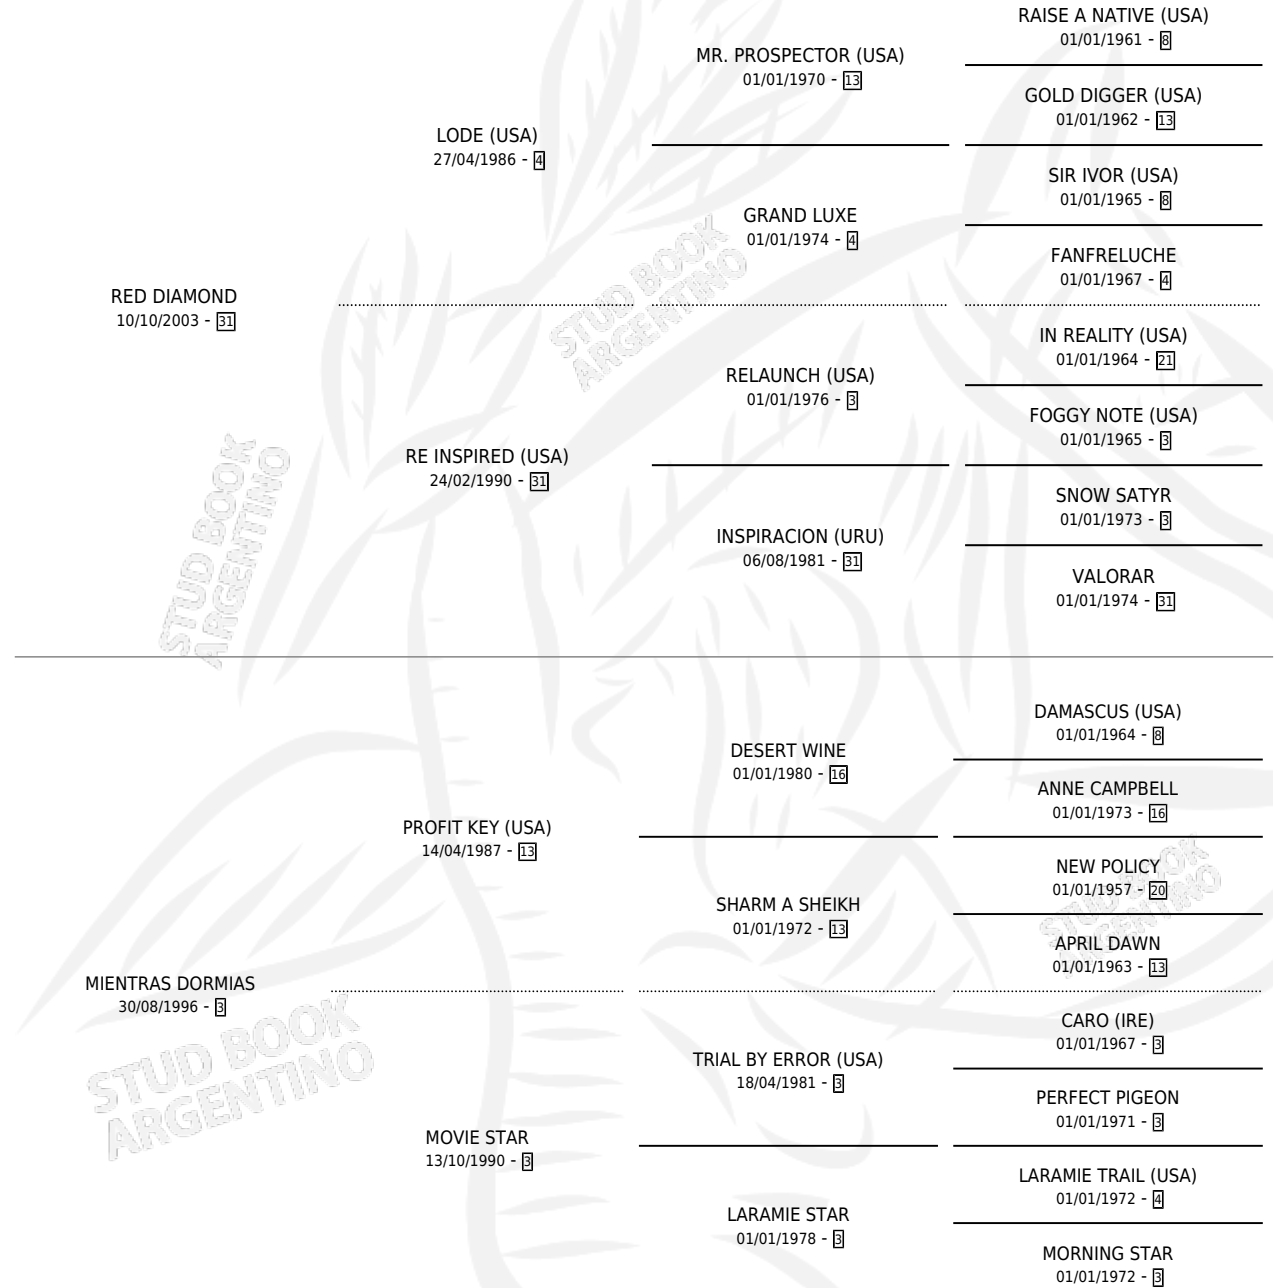 RAISE A NATIVE (USA)
01/01/1961 - 8
MR. PROSPECTOR (USA)
01/01/1970 - 13
GOLD DIGGER (USA)
01/01/1962 - 13
LODE (USA)
27/04/1986 - 4
SIR IVOR (USA)
01/01/1965 - 8
GRAND LUXE
01/01/1974 - 4
FANFRELUCHE
01/01/1967 - 4
RED DIAMOND
10/10/2003 - 31
IN REALITY (USA)
01/01/1964 - 21
RELAUNCH (USA)
01/01/1976 - 3
FOGGY NOTE (USA)
01/01/1965 - 3
RE INSPIRED (USA)
24/02/1990 - 31
SNOW SATYR
01/01/1973 - 3
INSPIRACION (URU)
06/08/1981 - 31
VALORAR
01/01/1974 - 31
STUD BOOK
ARGENTINO
STUD BOOK
ARGENTINO
DAMASCUS (USA)
01/01/1964 - 8
DESERT WINE
01/01/1980 - 16
ANNE CAMPBELL
01/01/1973 - 16
PROFIT KEY (USA)
14/04/1987 - 13
NEW POLICY
01/01/1957 - 20
SHARM A SHEIKH
01/01/1972 - 13
APRIL DAWN
01/01/1963 - 13
MIENTRAS DORMIAS
30/08/1996 - 3
CARO (IRE)
01/01/1967 - 3
TRIAL BY ERROR (USA)
18/04/1981 - 3
PERFECT PIGEON
01/01/1971 - 3
MOVIE STAR
13/10/1990 - 3
LARAMIE TRAIL (USA)
01/01/1972 - 4
LARAMIE STAR
01/01/1978 - 3
MORNING STAR
01/01/1972 - 3
STUD BOOK
ARGENTINO
STUD BOOK
ARGENTINO